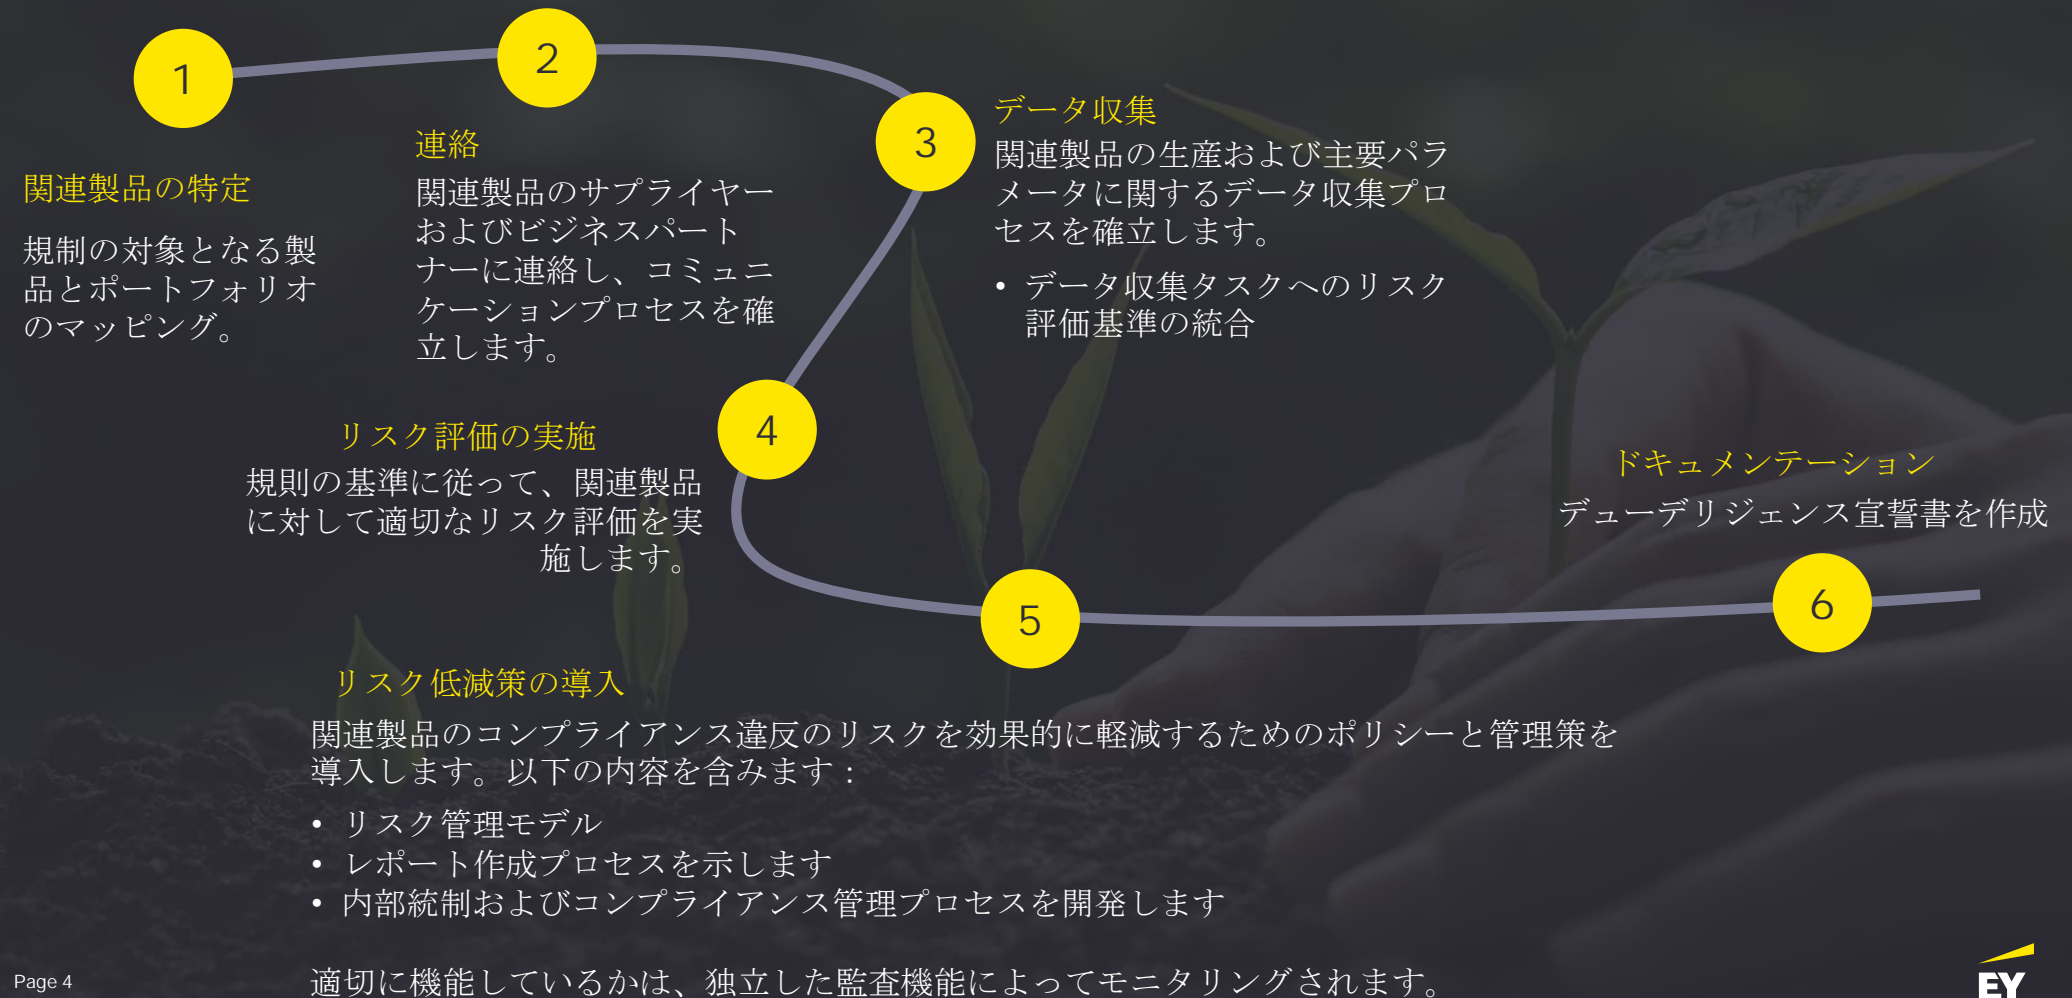 1
関連製品の特定
規制の対象となる製
品とポートフォリオ
のマッピング。
2
連絡
関連製品のサプライヤー
およびビジネスパート
ナーに連絡し、コミュニ
ケーションプロセスを確
立します。
3
データ収集
関連製品の生産および主要パラ
メータに関するデータ収集プロ
セスを確立します。
• データ収集タスクへのリスク
評価基準の統合
4
リスク評価の実施
規則の基準に従って、関連製品
に対して適切なリスク評価を実
施します。
5
リスク低減策の導入
関連製品のコンプライアンス違反のリスクを効果的に軽減するためのポリシーと管理策を
導入します。以下の内容を含みます：
• リスク管理モデル
• レポート作成プロセスを示します
• 内部統制およびコンプライアンス管理プロセスを開発します
適切に機能しているかは、独立した監査機能によってモニタリングされます。
ドキュメンテーション
デューデリジェンス宣誓書を作成
6
Page 4
EY